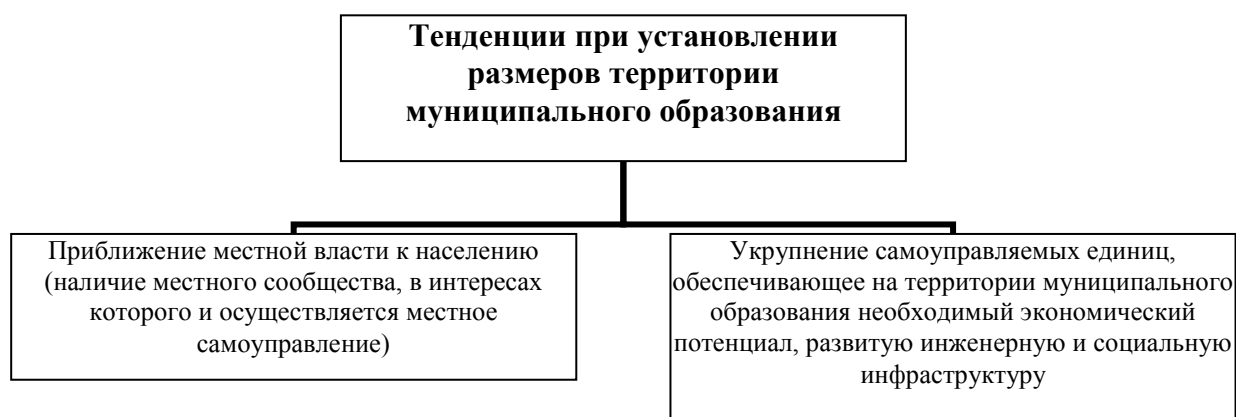 Тенденции при установлении
размеров территории
муниципального образования
Приближение местной власти к населению
(наличие местного сообщества, в интересах
которого и осуществляется местное
самоуправление)
Укрупнение самоуправляемых единиц,
обеспечивающее на территории муниципального
образования необходимый экономический
потенциал, развитую инженерную и социальную
инфраструктуру